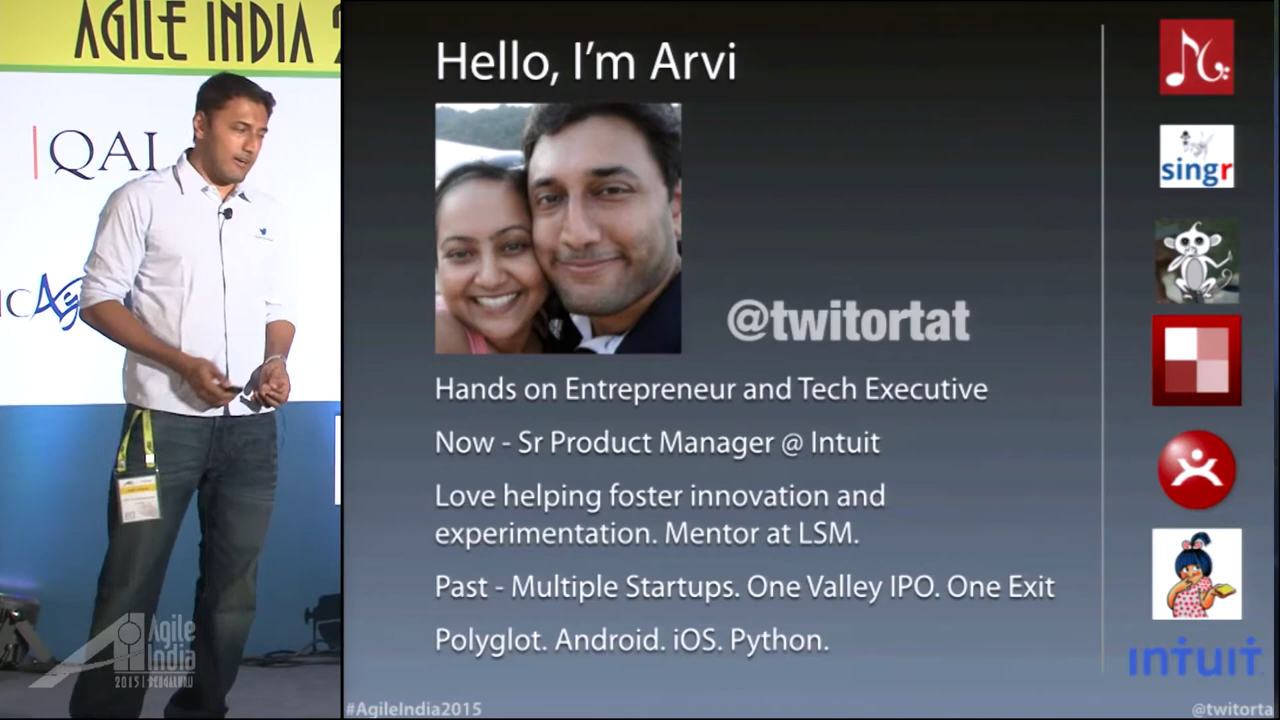 AGILE INDIA 2
QAI
Hello, I'm Arvi
@twitortat
Hands on Entrepreneur and Tech Executive
Now - Sr Product Manager @ Intuit
Love helping foster innovation and
experimentation. Mentor at LSM.
Past - Multiple Startups. One Valley IPO. One Exit
Polyglot. Android. iOS. Python.
singr
intuit
Agile
India
2015 | BENGALURU
#AgileIndia2015
@twitorta